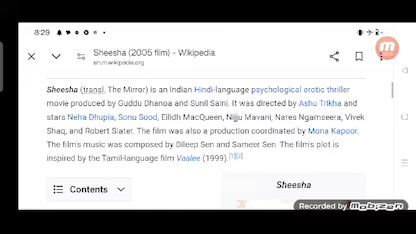 8:29
Sheesha (2005 film) - Wikipedia
en.m.wikipedia.org
Sheesha (transl. The Mirror) is an Indian Hindi-language psychological erotic thriller
movie produced by Guddu Dhanoa and Sunil Saini. It was directed by Ashu Trikha and
stars Neha Dhupia, Sonu Sood, Eilidh MacQueen, Nijju Mavani, Nares Ngamseera, Vivek
Shaq, and Robert Slater. The film was also a production coordinated by Mona Kapoor.
The film's music was composed by Dileep Sen and Sameer Sen. The film's plot is
inspired by the Tamil-language film Vaalee (1999).[1][2]
Contents
Sheesha
Recorded by Mobizen